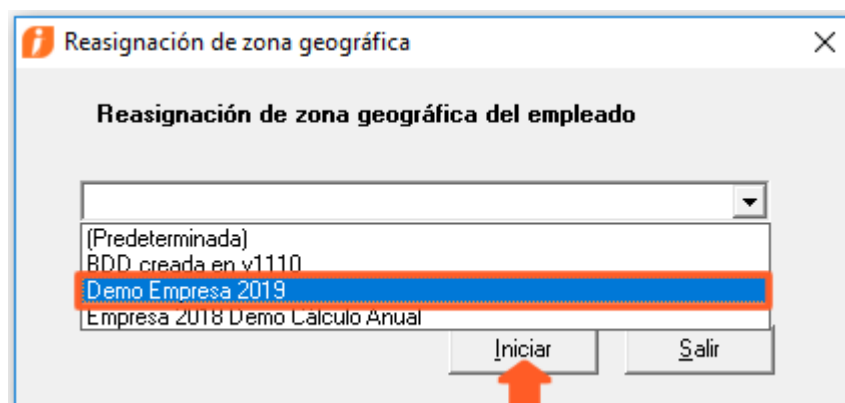 Reasignación de zona geográfica
Reasignación de zona geográfica del empleado
(Predeterminada)
BDD creada en v1110
Demo Empresa 2019
Empresa 2018 Demo Cálculo Anual
Iniciar
Salir